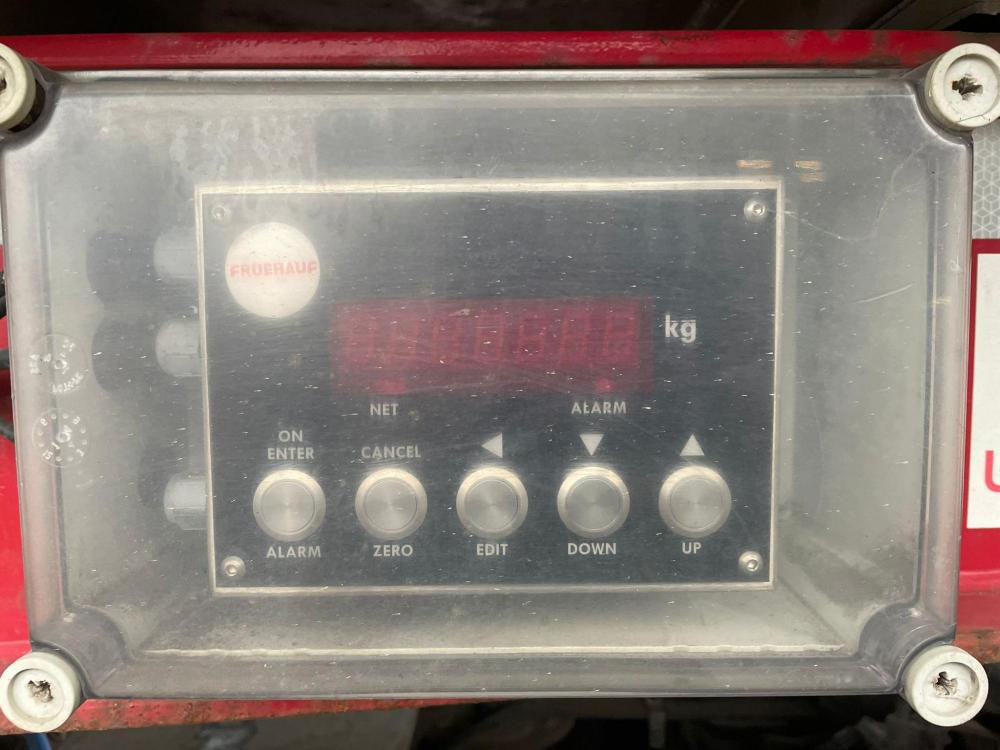 FRUEHAUF
kg
NET ALARM
ON
ENTER CANCEL
ALARM ZERO EDIT DOWN UP
U